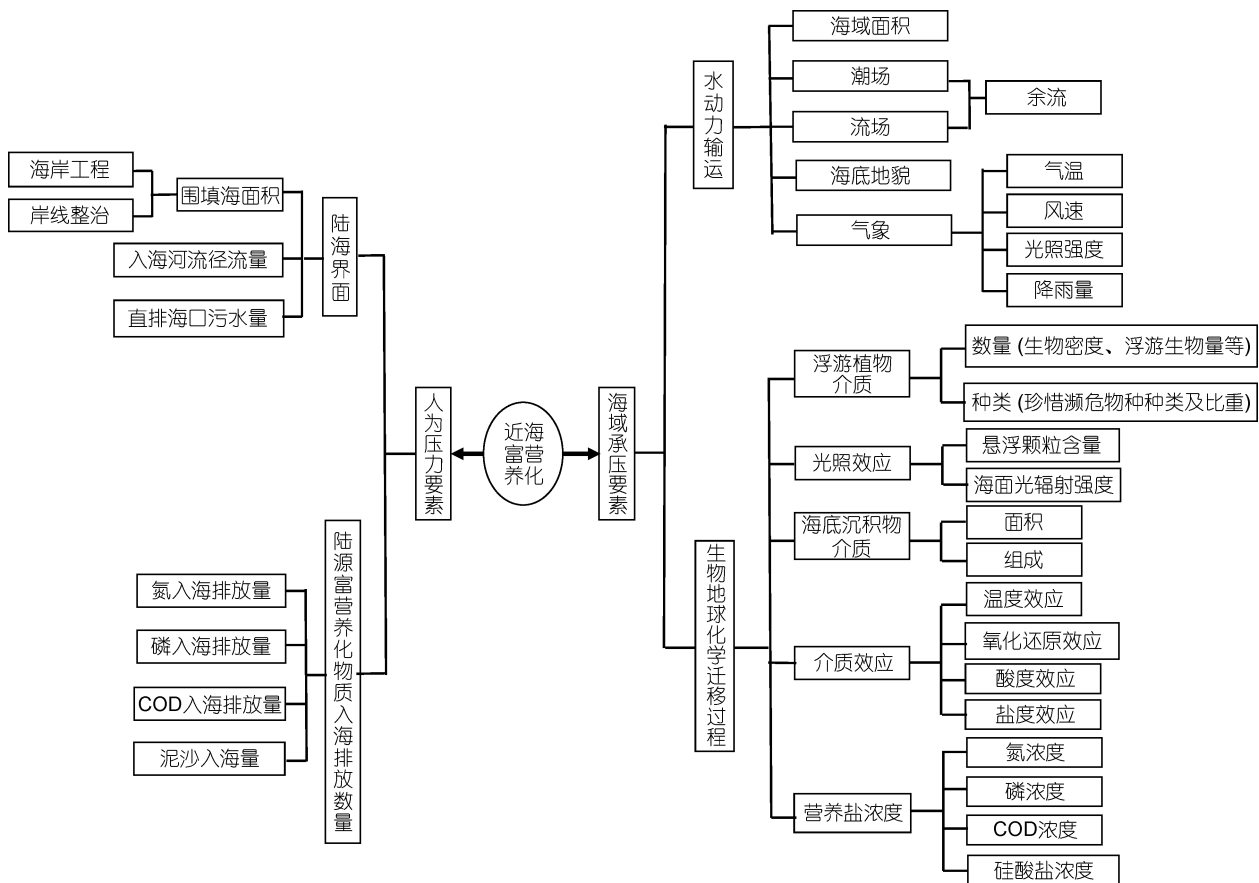 近海
富营
养化
人为压力要素
陆海界面
围填海面积
海岸工程
岸线整治
入海河流径流量
直排海口污水量
陆源富营养化物质入海排放数量
氮入海排放量
磷入海排放量
COD入海排放量
泥沙入海量
海域承压要素
水动力输运
海域面积
潮场
流场
余流
海底地貌
气象
气温
风速
光照强度
降雨量
生物地球化学迁移过程
浮游植物
介质
数量 (生物密度、浮游生物量等)
种类 (珍惜濒危物种种类及比重)
光照效应
悬浮颗粒含量
海面光辐射强度
海底沉积物
介质
面积
组成
介质效应
温度效应
氧化还原效应
酸度效应
盐度效应
营养盐浓度
氮浓度
磷浓度
COD浓度
硅酸盐浓度